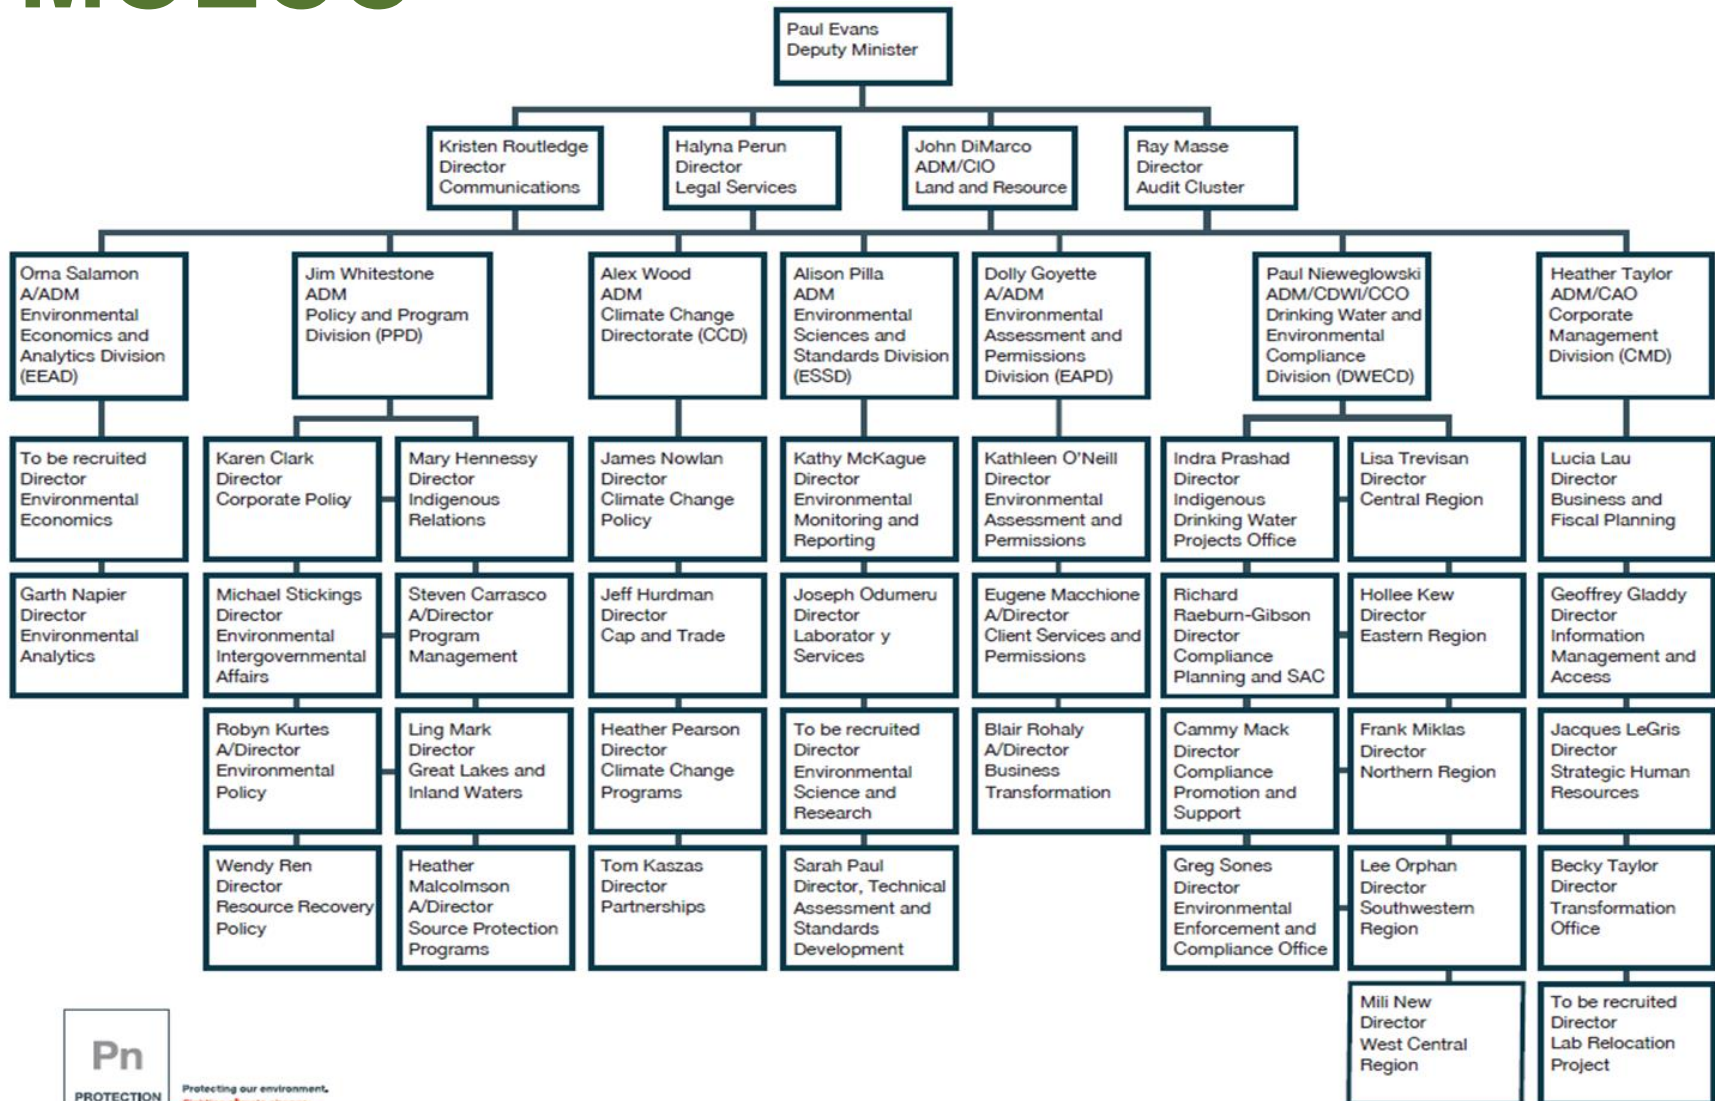 Paul Evans
Deputy Minister
Kristen Routledge
Director
Communications
Halyna Perun
Director
Legal Services
John DiMarco
ADM/CIO
Land and Resource
Ray Masse
Director
Audit Cluster
Orna Salamon
A/ADM
Environmental
Economics and
Analytics Division
(EEAD)
Jim Whitestone
ADM
Policy and Program
Division (PPD)
Alex Wood
ADM
Climate Change
Directorate (CCD)
Alison Pilla
ADM
Environmental
Sciences and
Standards Division
(ESSD)
Dolly Goyette
A/ADM
Environmental
Assessment and
Permissions
Division (EAPD)
Paul Nieweglowski
ADM/CDWI/CCO
Drinking Water and
Environmental
Compliance
Division (DWECD)
Heather Taylor
ADM/CAO
Corporate
Management
Division (CMD)
To be recruited
Director
Environmental
Economics
Karen Clark
Director
Corporate Policy
Mary Hennessy
Director
Indigenous
Relations
James Nowlan
Director
Climate Change
Policy
Kathy McKague
Director
Environmental
Monitoring and
Reporting
Kathleen O'Neill
Director
Environmental
Assessment and
Permissions
Indra Prashad
Director
Indigenous
Drinking Water
Projects Office
Lisa Trevisan
Director
Central Region
Lucia Lau
Director
Business and
Fiscal Planning
Garth Napier
Director
Environmental
Analytics
Michael Stickings
Director
Environmental
Intergovernmental
Affairs
Steven Carrasco
A/Director
Program
Management
Jeff Hurdman
Director
Cap and Trade
Joseph Odumeru
Director
Laborator y
Services
Eugene Macchione
A/Director
Client Services and
Permissions
Richard
Raeburn-Gibson
Director
Compliance
Planning and SAC
Hollee Kew
Director
Eastern Region
Geoffrey Gladdy
Director
Information
Management and
Access
Robyn Kurtes
A/Director
Environmental
Policy
Ling Mark
Director
Great Lakes and
Inland Waters
Heather Pearson
Director
Climate Change
Programs
To be recruited
Director
Environmental
Science and
Research
Blair Rohaly
A/Director
Business
Transformation
Cammy Mack
Director
Compliance
Promotion and
Support
Frank Miklas
Director
Northern Region
Jacques LeGris
Director
Strategic Human
Resources
Wendy Ren
Director
Resource Recovery
Policy
Heather
Malcolmson
A/Director
Source Protection
Programs
Tom Kaszas
Director
Partnerships
Sarah Paul
Director, Technical
Assessment and
Standards
Development
Greg Sones
Director
Environmental
Enforcement and
Compliance Office
Lee Orphan
Director
Southwestern
Region
Becky Taylor
Director
Transformation
Office
Mili New
Director
West Central
Region
To be recruited
Director
Lab Relocation
Project
Pn
PROTECTION
Protecting our environment.